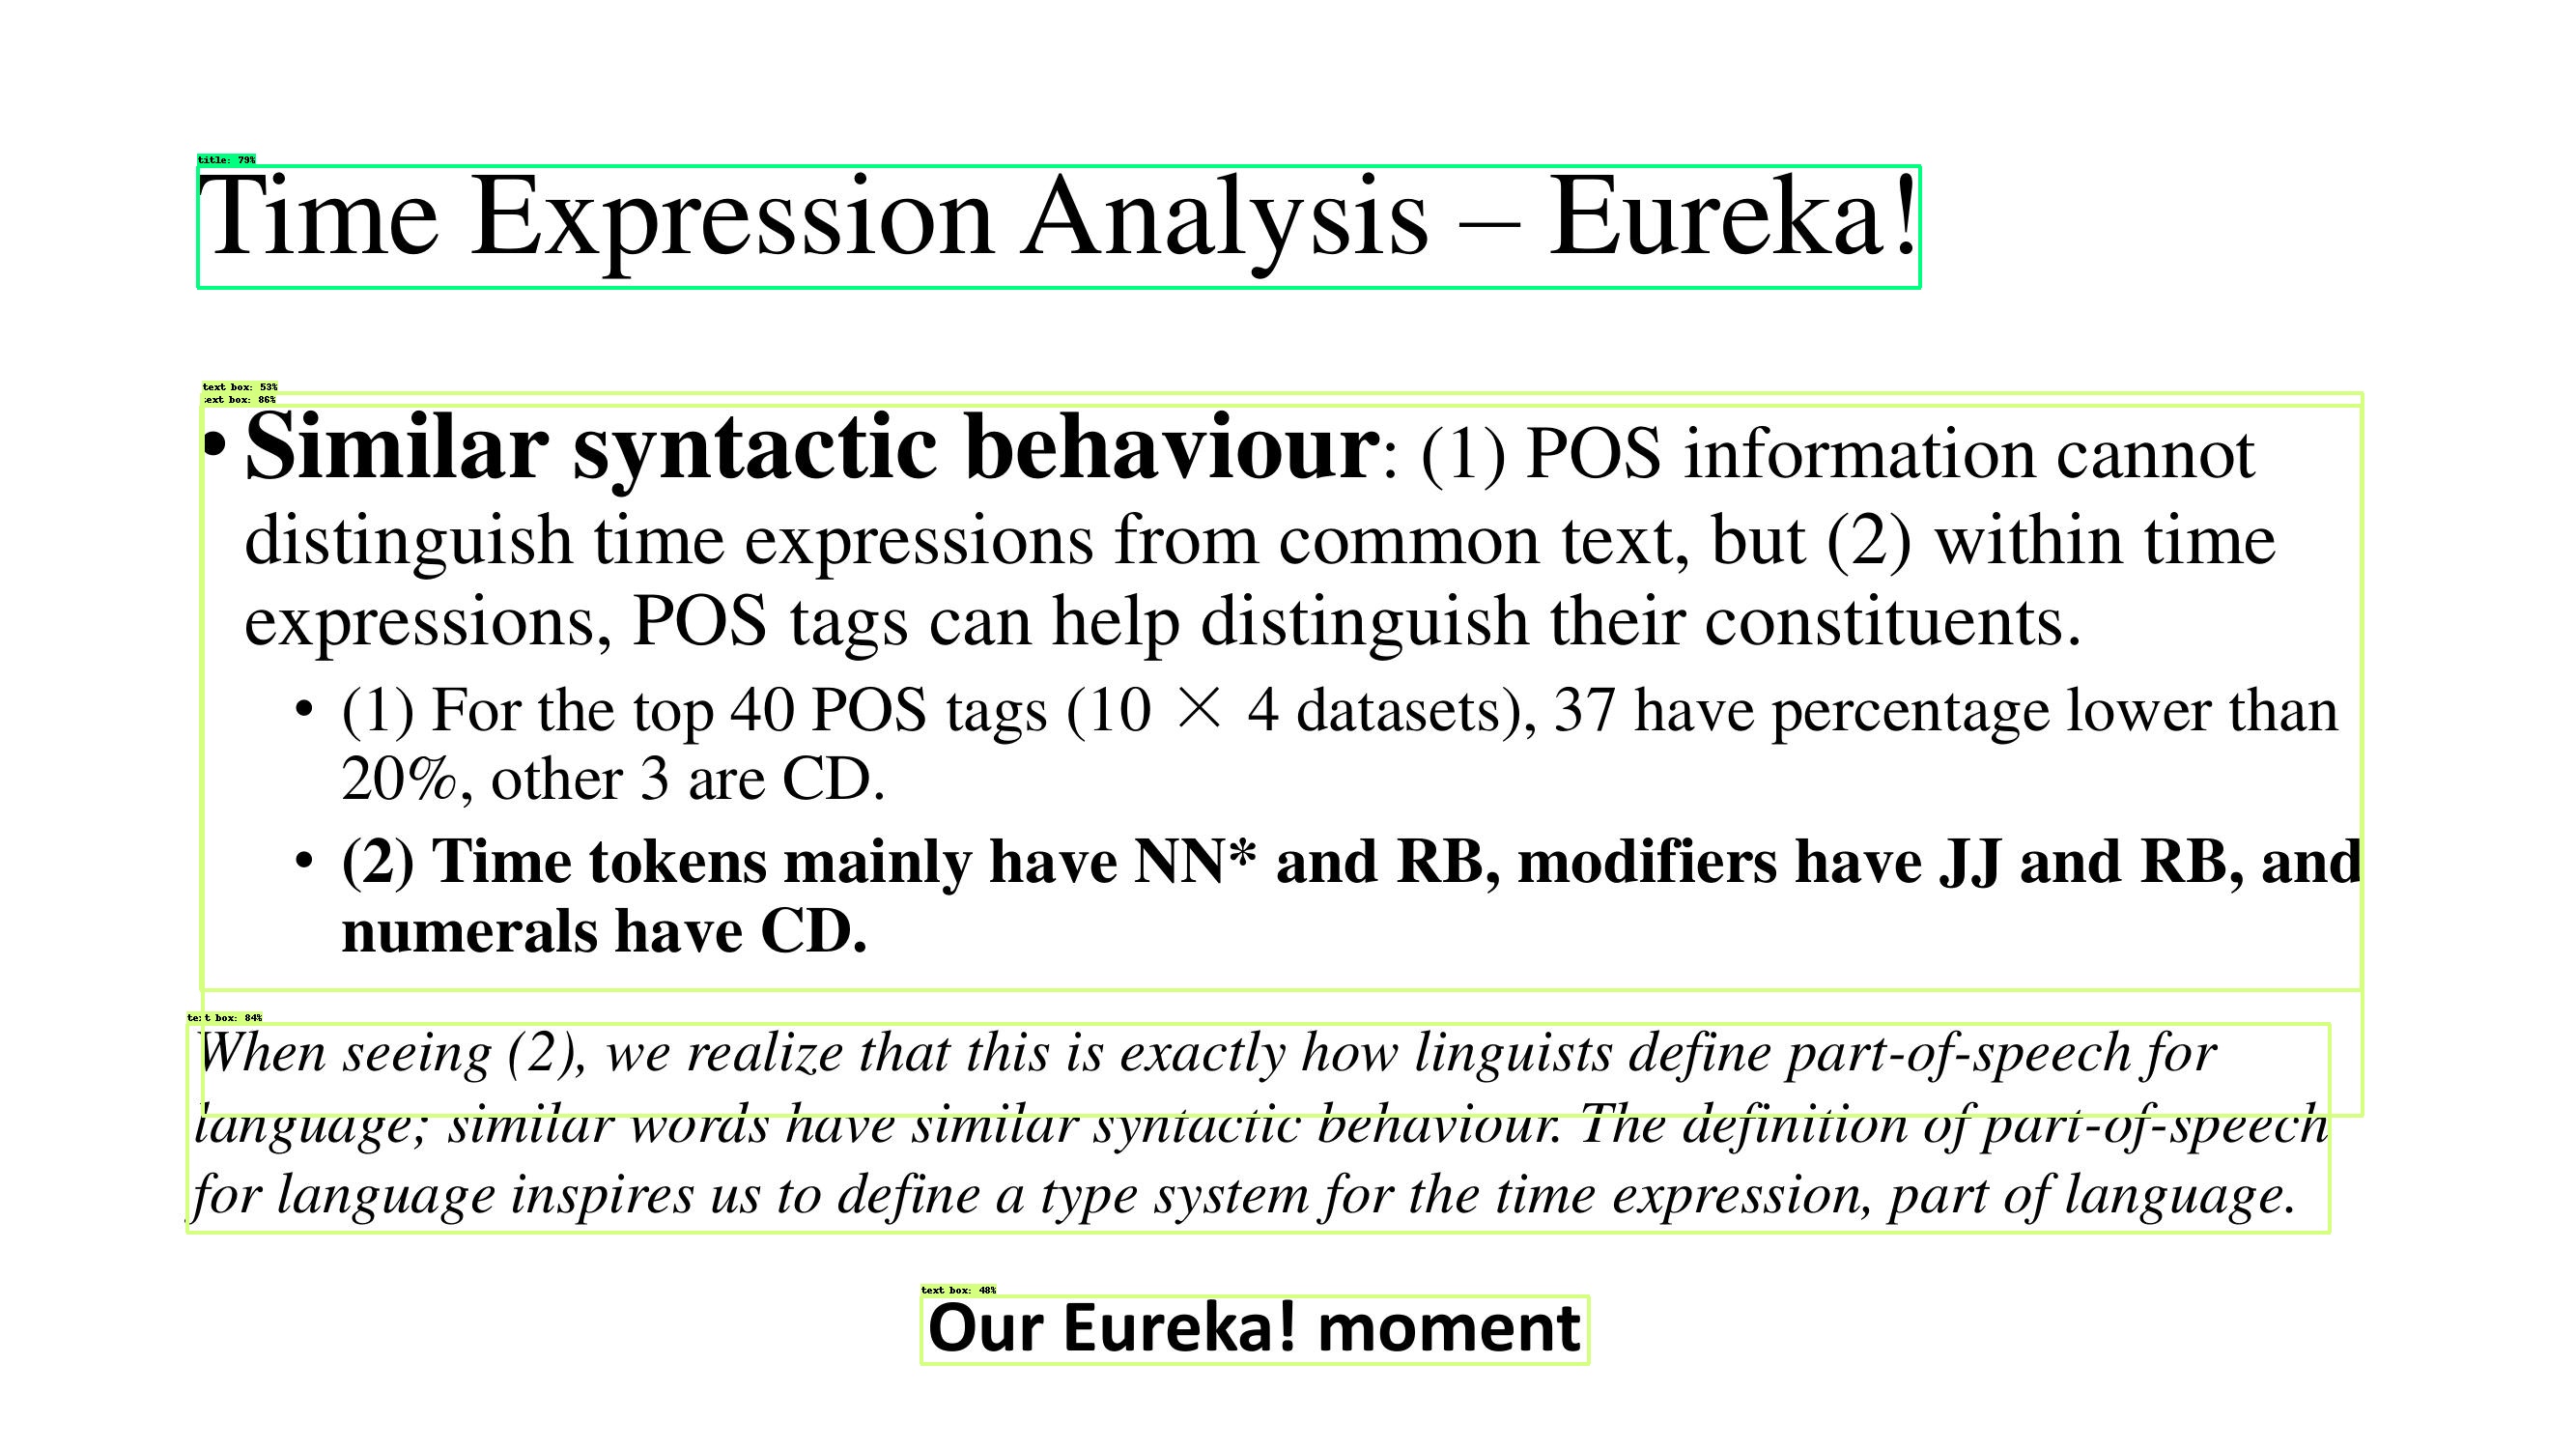 title: 79%
Time Expression Analysis – Eureka!
text box: 53%
text box: 86%
• Similar syntactic behaviour: (1) POS information cannot
distinguish time expressions from common text, but (2) within time
expressions, POS tags can help distinguish their constituents.
• (1) For the top 40 POS tags (10 × 4 datasets), 37 have percentage lower than
20%, other 3 are CD.
• (2) Time tokens mainly have NN* and RB, modifiers have JJ and RB, and
numerals have CD.
text box: 84%
When seeing (2), we realize that this is exactly how linguists define part-of-speech for
language; similar words have similar syntactic behaviour. The definition of part-of-speech
for language inspires us to define a type system for the time expression, part of language.
text box: 48%
Our Eureka! moment